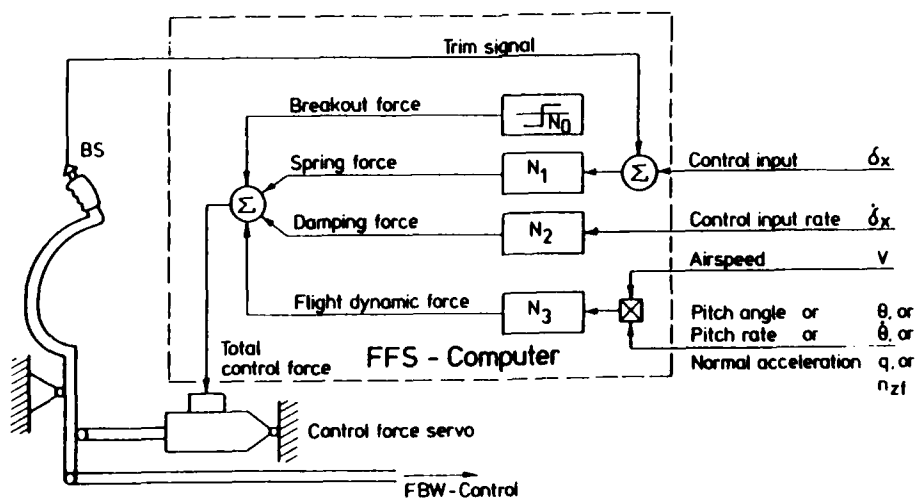 Trim signal
Breakout force
N0
BS
Spring force
N1
Σ
Control input δx
Σ
Damping force
N2
Control input rate δ̇x
Airspeed V
Flight dynamic force
N3
Pitch angle or θ, or
Pitch rate or θ̇, or
Normal acceleration q, or
nzf
FFS - Computer
Total
control force
Control force servo
FBW-Control